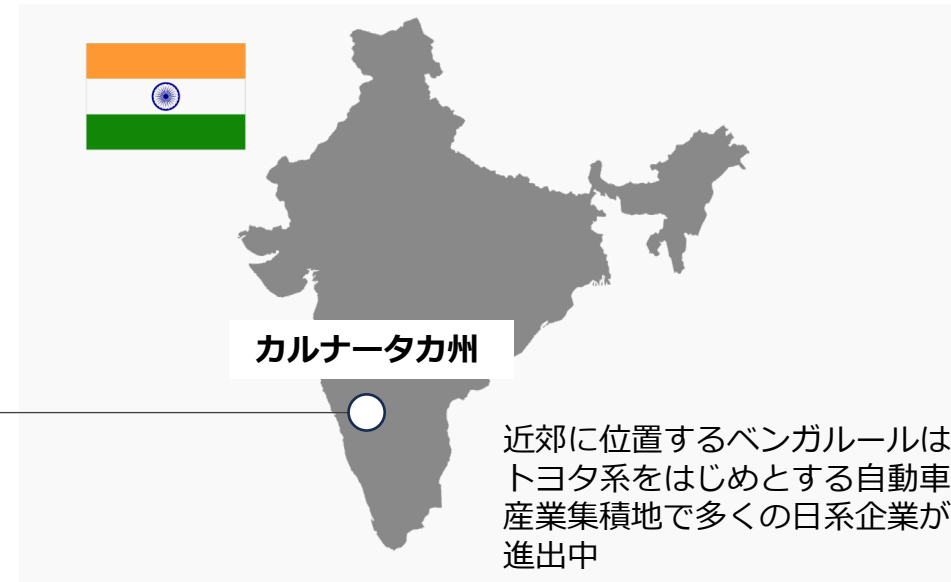 カルナータカ州
近郊に位置するベンガルールは
トヨタ系をはじめとする自動車
産業集積地で多くの日系企業が
進出中